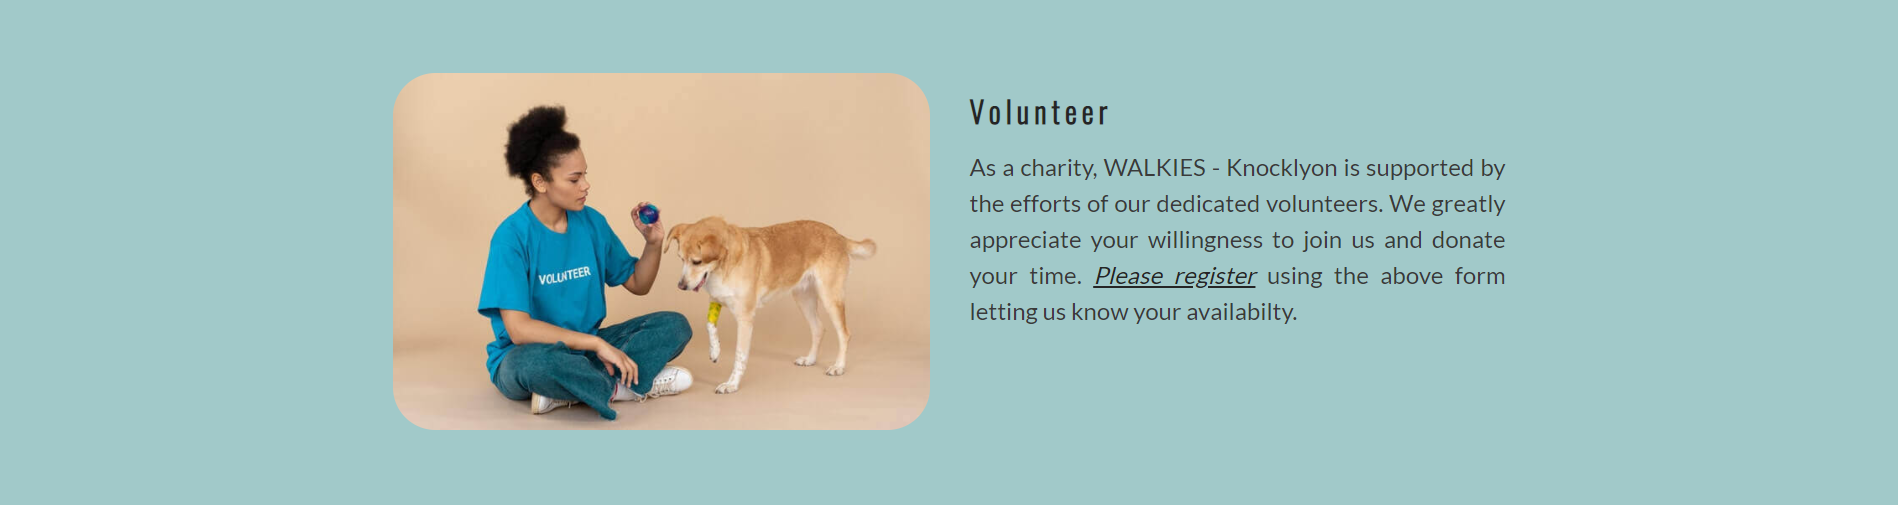 VOLUNTEER
Volunteer
As a charity, WALKIES - Knocklyon is supported by
the efforts of our dedicated volunteers. We greatly
appreciate your willingness to join us and donate
your time. Please register using the above form
letting us know your availabilty.